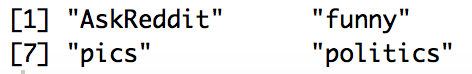 [1] "AskReddit" "funny"
[7] "pics" "politics"